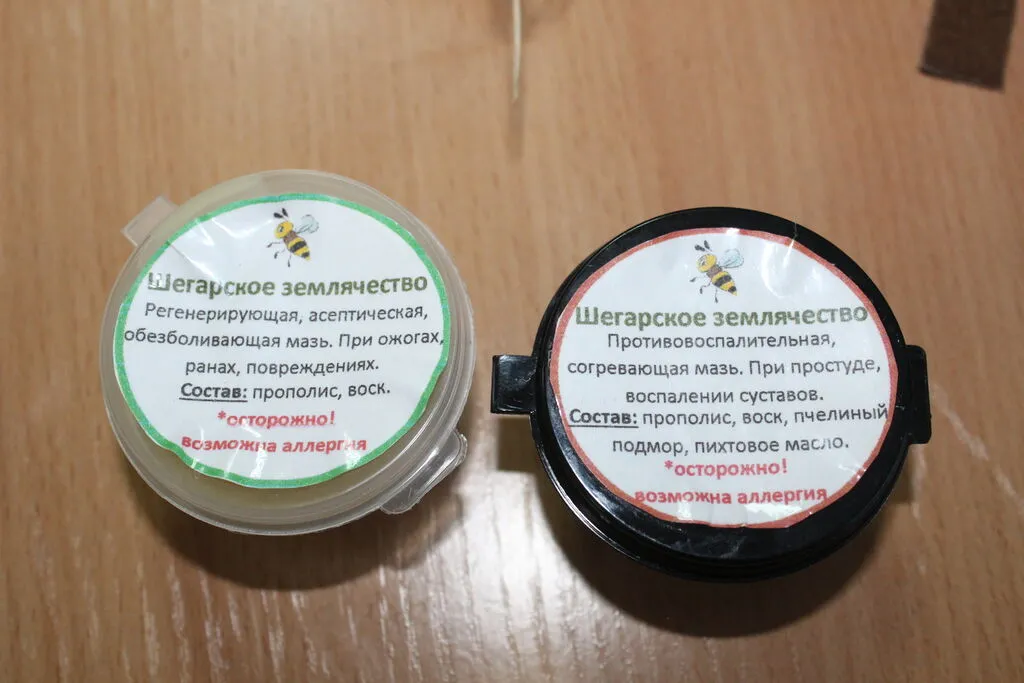 Шегарское землячество
Регенерирующая, асептическая,
обезболивающая мазь. При ожогах,
ранах, повреждениях.
Состав: прополис, воск.
*осторожно!
возможна аллергия
Шегарское землячество
Противовоспалительная,
согревающая мазь. При простуде,
воспалении суставов.
Состав: прополис, воск, пчелиный
подмор, пихтовое масло.
*осторожно!
возможна аллергия